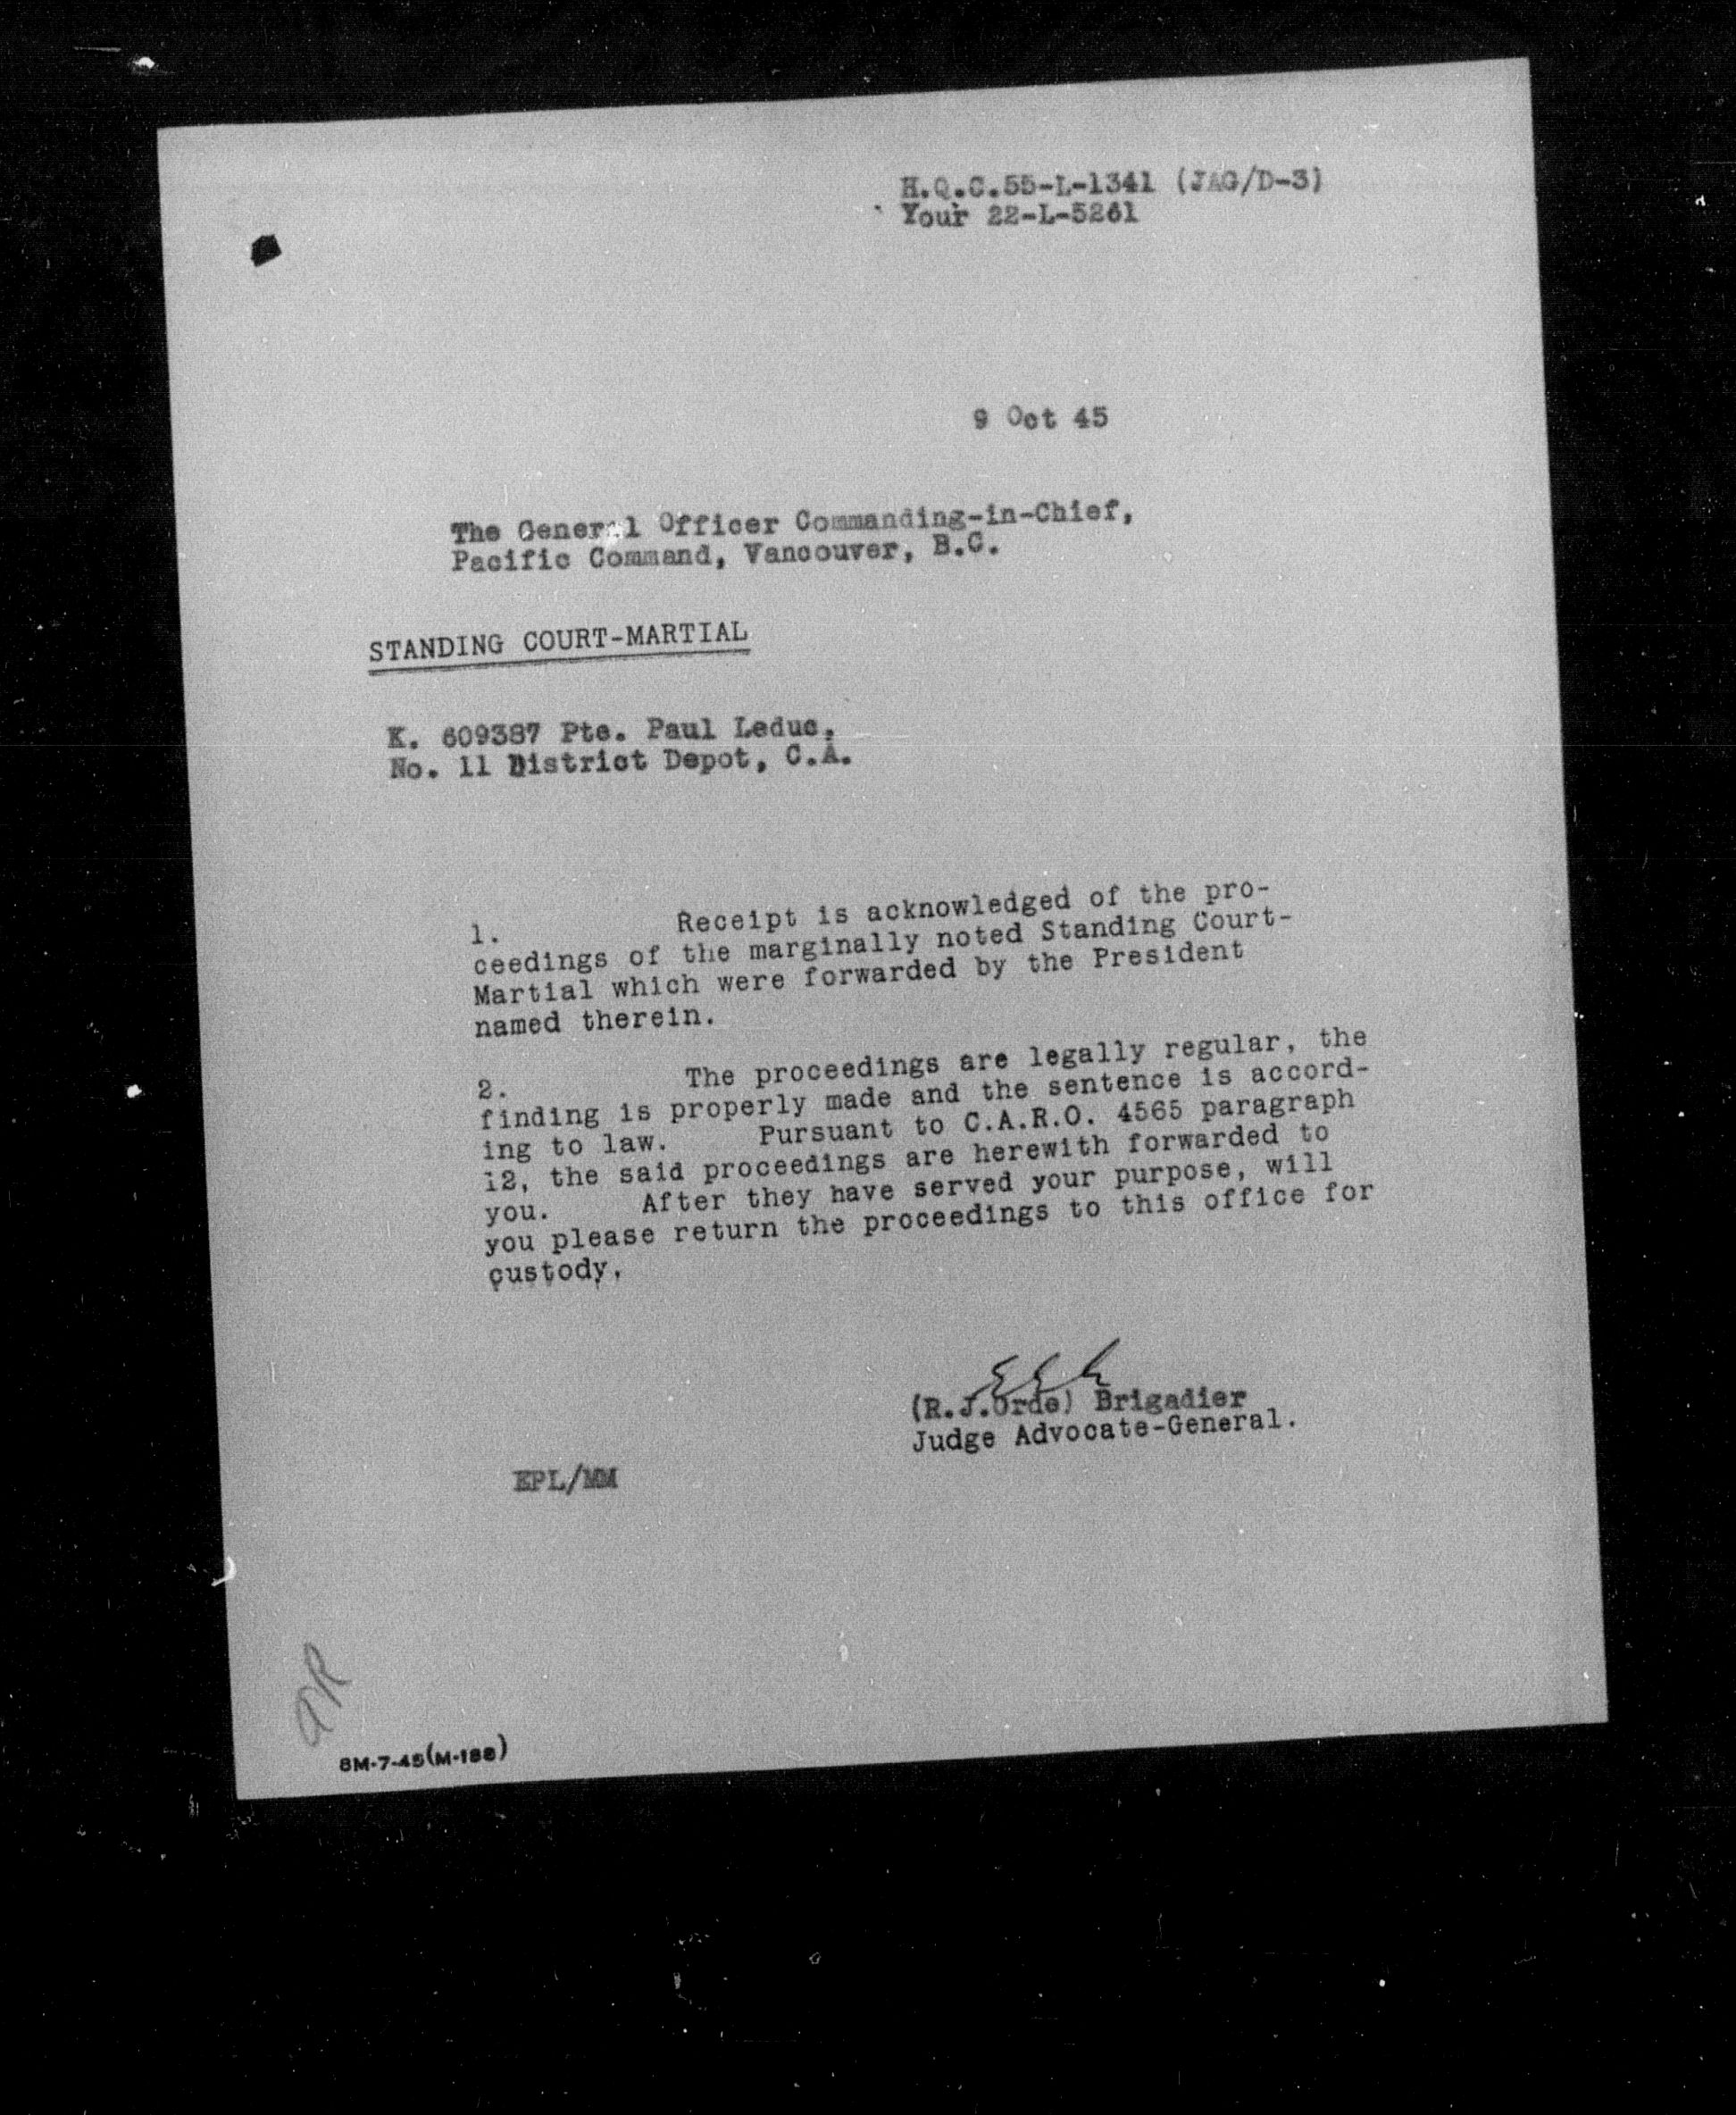 H.Q.C.55-L-1341 (JAG/D-3)
Your 22-L-5261
9 Oct 45
The General Officer Commanding-in-Chief,
Pacific Command, Vancouver, B.C.
STANDING COURT-MARTIAL
K. 609387 Pte. Paul Leduc,
No. 11 District Depot, C.A.
1. Receipt is acknowledged of the pro-
ceedings of the marginally noted Standing Court-
Martial which were forwarded by the President
named therein.
2. The proceedings are legally regular, the
finding is properly made and the sentence is accord-
ing to law. Pursuant to C.A.R.O. 4565 paragraph
12, the said proceedings are herewith forwarded to
you. After they have served your purpose, will
you please return the proceedings to this office for
custody.
(R.J.Orde) Brigadier
Judge Advocate-General.
EPL/MM
8M-7-45(M-188)